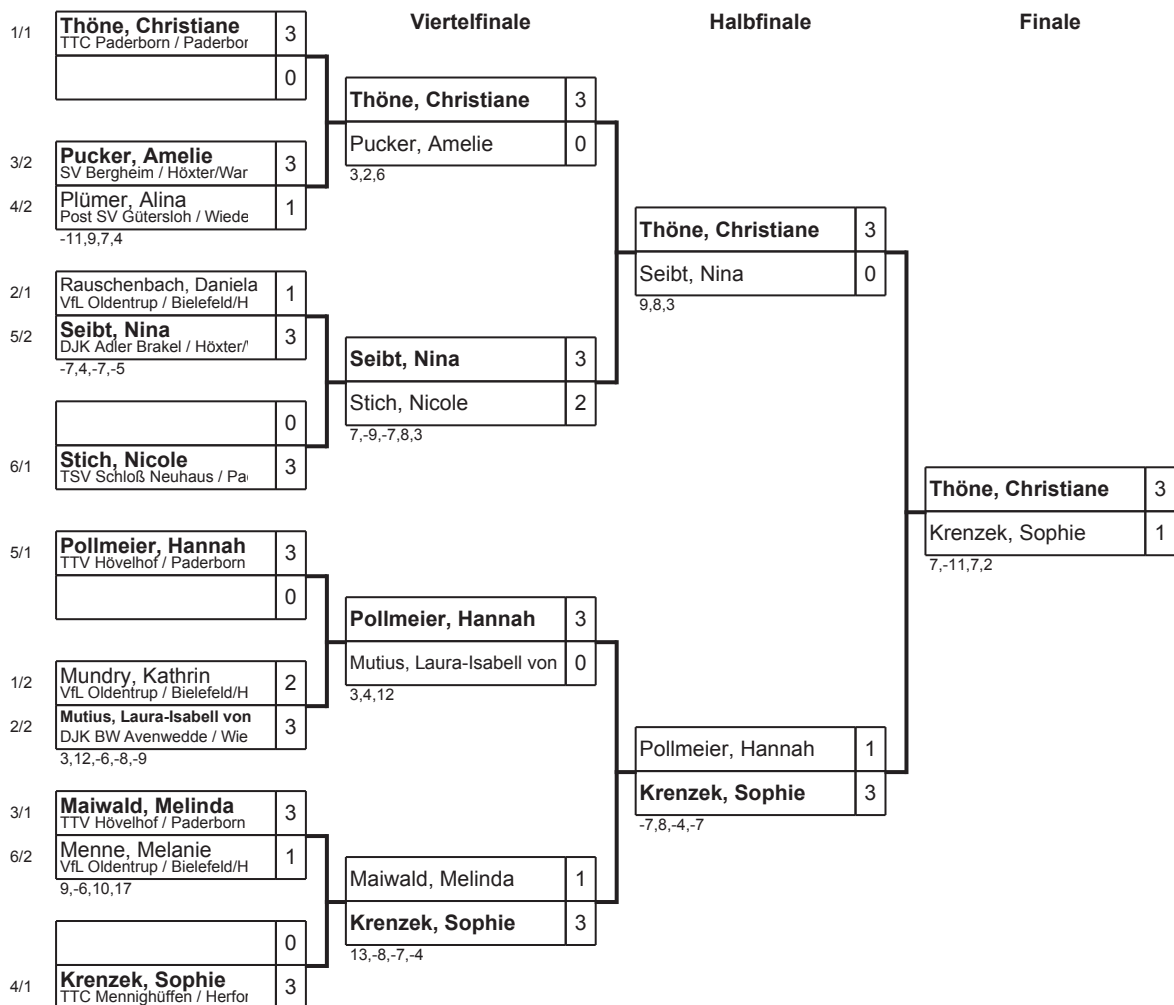 Viertelfinale
Halbfinale
Finale
1/1
Thöne, Christiane
3
TTC Paderborn / Paderbor
0
3/2
Pucker, Amelie
3
SV Bergheim / Höxter/War
4/2
Plümer, Alina
1
Post SV Gütersloh / Wiede
-11,9,7,4
2/1
Rauschenbach, Daniela
1
VfL Oldentrup / Bielefeld/H
5/2
Seibt, Nina
3
DJK Adler Brakel / Höxter/
-7,4,-7,-5
0
6/1
Stich, Nicole
3
TSV Schloß Neuhaus / Pa
5/1
Pollmeier, Hannah
3
TTV Hövelhof / Paderborn
0
1/2
Mundry, Kathrin
2
VfL Oldentrup / Bielefeld/H
2/2
Mutius, Laura-Isabell von
3
DJK BW Avenwedde / Wie
3,12,-6,-8,-9
3/1
Maiwald, Melinda
3
TTV Hövelhof / Paderborn
6/2
Menne, Melanie
1
VfL Oldentrup / Bielefeld/H
9,-6,10,17
0
4/1
Krenzek, Sophie
3
TTC Mennighüffen / Herfor
Thöne, Christiane
3
Pucker, Amelie
0
3,2,6
Seibt, Nina
3
Stich, Nicole
2
7,-9,-7,8,3
Pollmeier, Hannah
3
Mutius, Laura-Isabell von
0
3,4,12
Maiwald, Melinda
1
Krenzek, Sophie
3
13,-8,-7,-4
Thöne, Christiane
3
Seibt, Nina
0
9,8,3
Pollmeier, Hannah
1
Krenzek, Sophie
3
-7,8,-4,-7
Thöne, Christiane
3
Krenzek, Sophie
1
7,-11,7,2